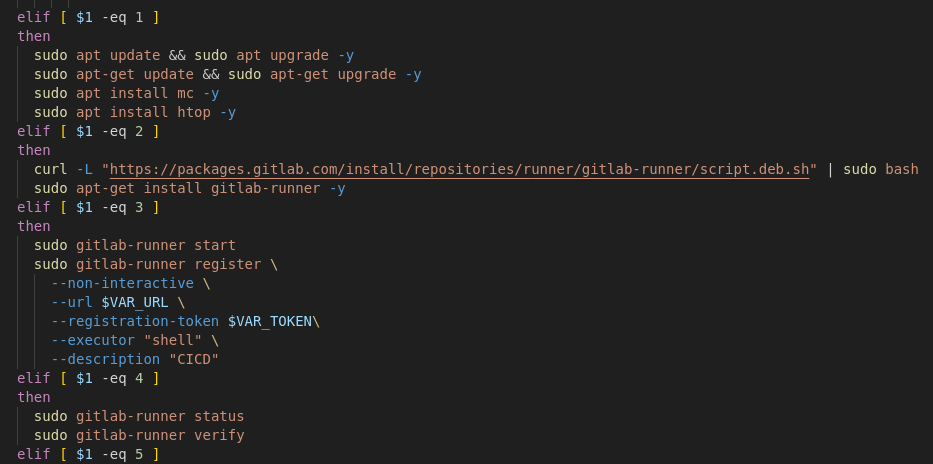 elif [ $1 -eq 1 ]
then
  sudo apt update && sudo apt upgrade -y
  sudo apt-get update && sudo apt-get upgrade -y
  sudo apt install mc -y
  sudo apt install htop -y
elif [ $1 -eq 2 ]
then
  curl -L "https://packages.gitlab.com/install/repositories/runner/gitlab-runner/script.deb.sh" | sudo bash
  sudo apt-get install gitlab-runner -y
elif [ $1 -eq 3 ]
then
  sudo gitlab-runner start
  sudo gitlab-runner register \
    --non-interactive \
    --url $VAR_URL \
    --registration-token $VAR_TOKEN\
    --executor "shell" \
    --description "CICD"
elif [ $1 -eq 4 ]
then
  sudo gitlab-runner status
  sudo gitlab-runner verify
elif [ $1 -eq 5 ]